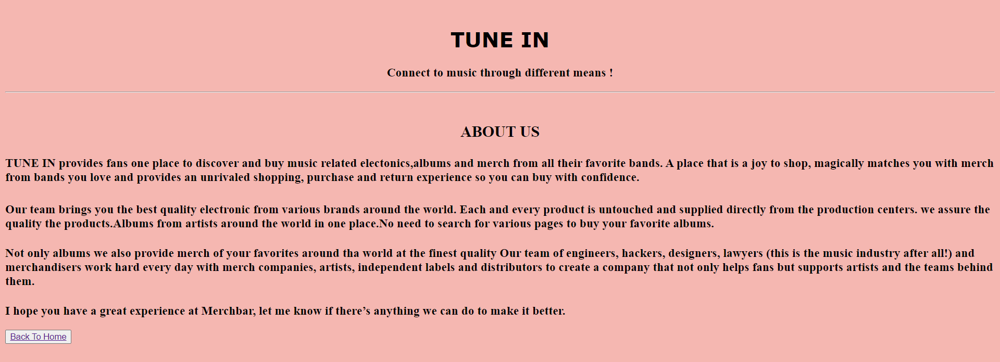 TUNE IN
Connect to music through different means !
ABOUT US
TUNE IN provides fans one place to discover and buy music related electonics,albums and merch from all their favorite bands. A place that is a joy to shop, magically matches you with merch
from bands you love and provides an unrivaled shopping, purchase and return experience so you can buy with confidence.
Our team brings you the best quality electronic from various brands around the world. Each and every product is untouched and supplied directly from the production centers. we assure the
quality the products.Albums from artists around the world in one place.No need to search for various pages to buy your favorite albums.
Not only albums we also provide merch of your favorites around tha world at the finest quality Our team of engineers, hackers, designers, lawyers (this is the music industry after all!) and
merchandisers work hard every day with merch companies, artists, independent labels and distributors to create a company that not only helps fans but supports artists and the teams behind
them.
I hope you have a great experience at Merchbar, let me know if there’s anything we can do to make it better.
Back To Home